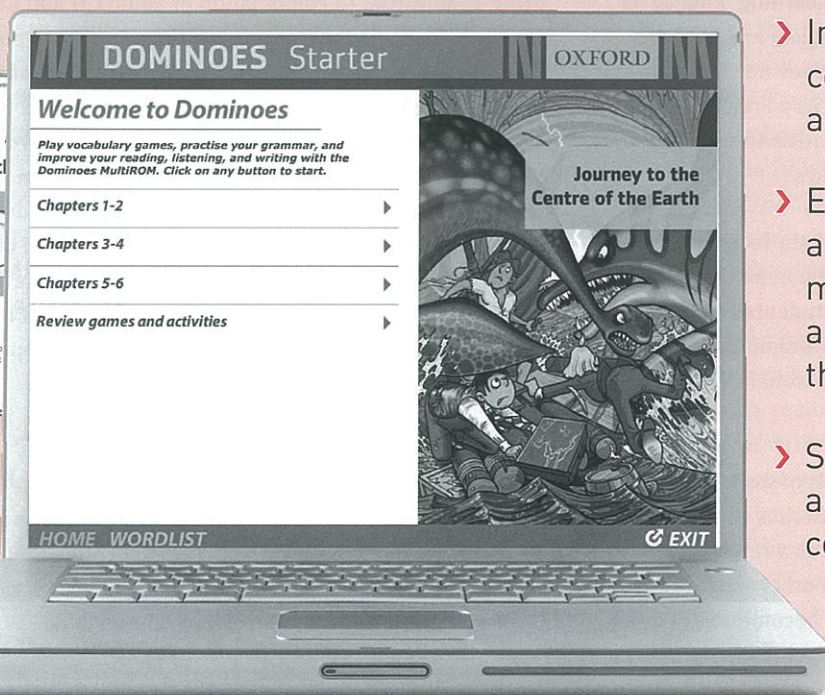 DOMINOES Starter
OXFORD
Welcome to Dominoes
Play vocabulary games, practise your grammar, and
improve your reading, listening, and writing with the
Dominoes MultiROM. Click on any button to start.
Chapters 1-2
Chapters 3-4
Chapters 5-6
Review games and activities
Journey to the
Centre of the Earth
HOME WORDLIST
EXIT